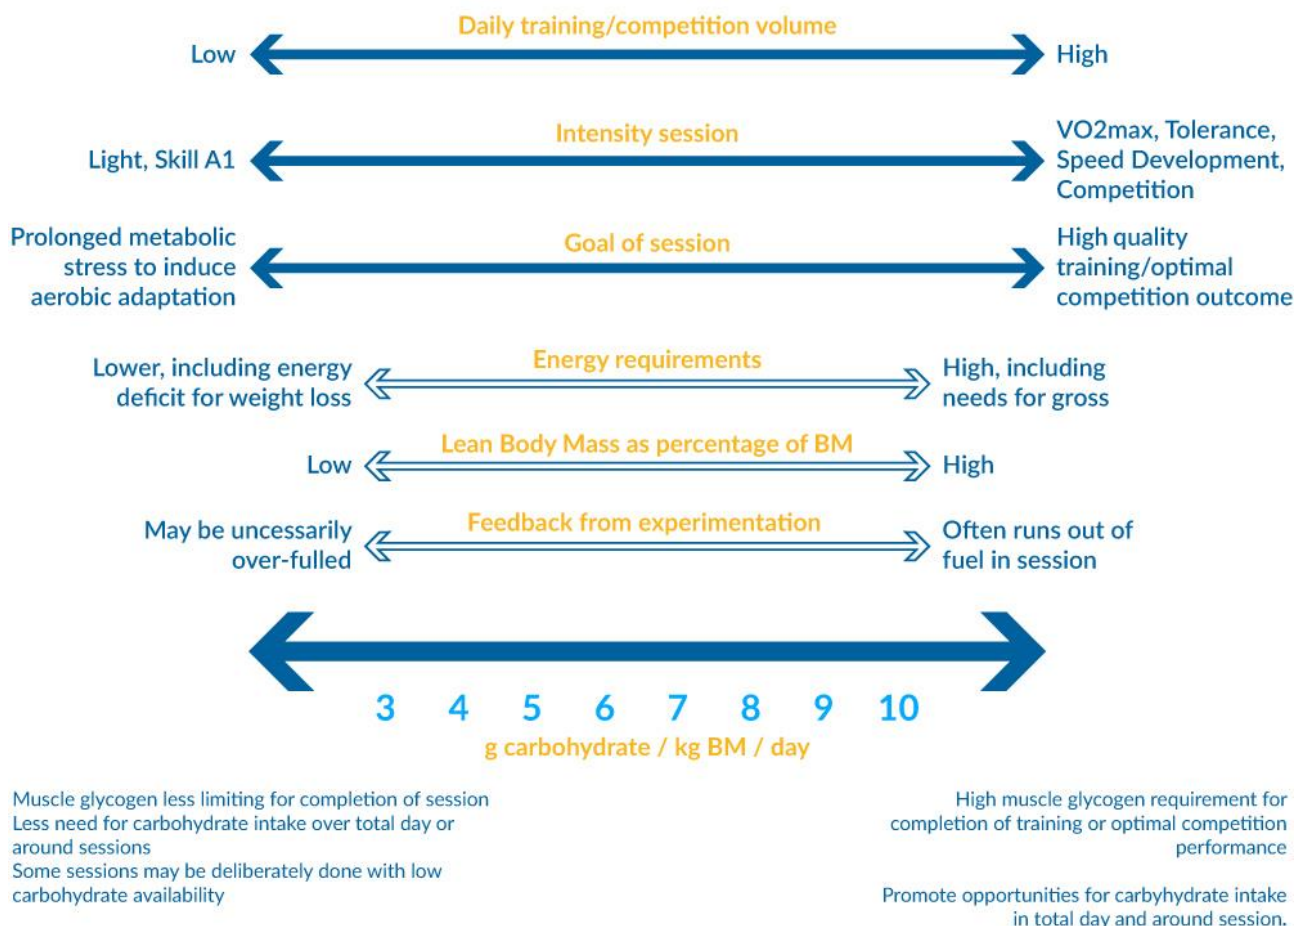 Daily training/competition volume
Low
High
Intensity session
Light, Skill A1
VO2max, Tolerance,
Speed Development,
Competition
Goal of session
Prolonged metabolic
stress to induce
aerobic adaptation
High quality
training/optimal
competition outcome
Energy requirements
Lower, including energy
deficit for weight loss
High, including
needs for gross
Lean Body Mass as percentage of BM
Low
High
Feedback from experimentation
May be uncessarily
over-fulled
Often runs out of
fuel in session
3 4 5 6 7 8 9 10
g carbohydrate / kg BM / day
Muscle glycogen less limiting for completion of session
Less need for carbohydrate intake over total day or
around sessions
Some sessions may be deliberately done with low
carbohydrate availability
High muscle glycogen requirement for
completion of training or optimal competition
performance
Promote opportunities for carbyhydrate intake
in total day and around session.